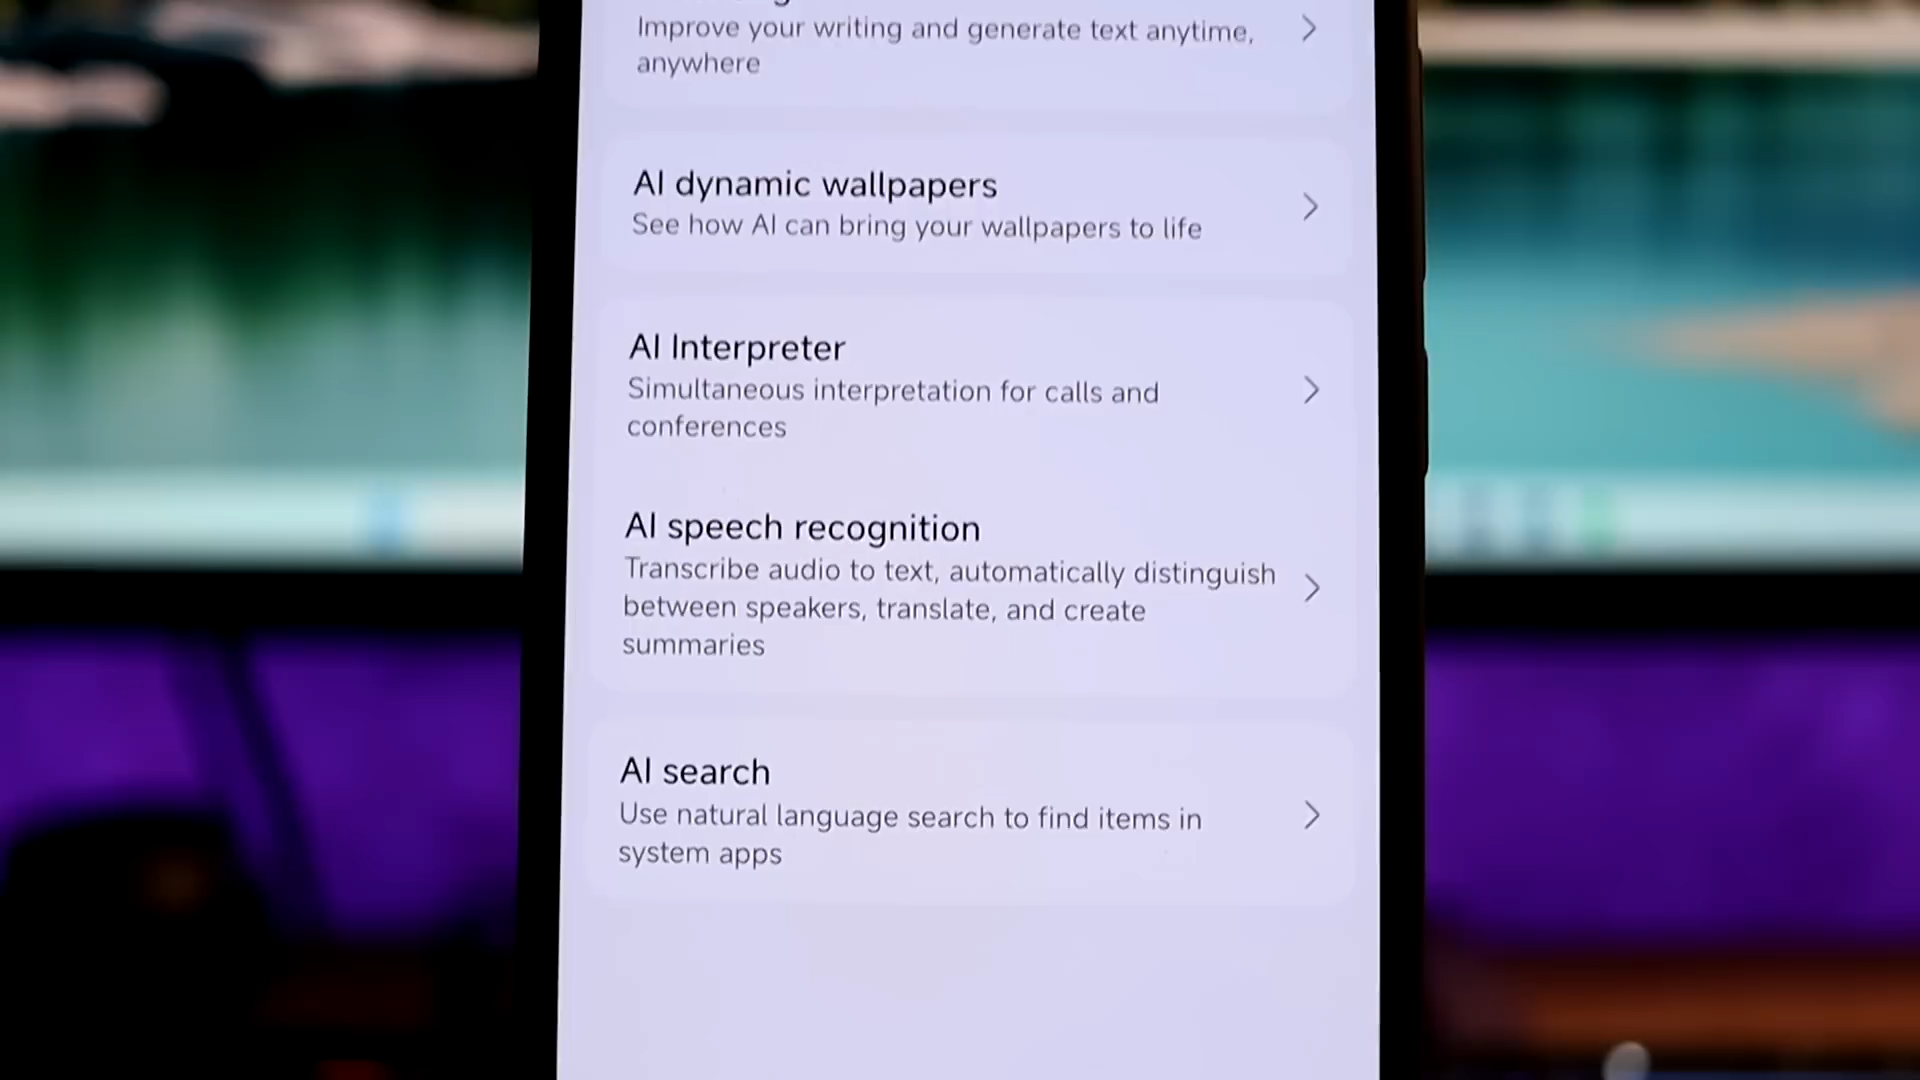 Improve your writing and generate text anytime,
anywhere
AI dynamic wallpapers
See how AI can bring your wallpapers to life
AI Interpreter
Simultaneous interpretation for calls and
conferences
AI speech recognition
Transcribe audio to text, automatically distinguish
between speakers, translate, and create
summaries
AI search
Use natural language search to find items in
system apps